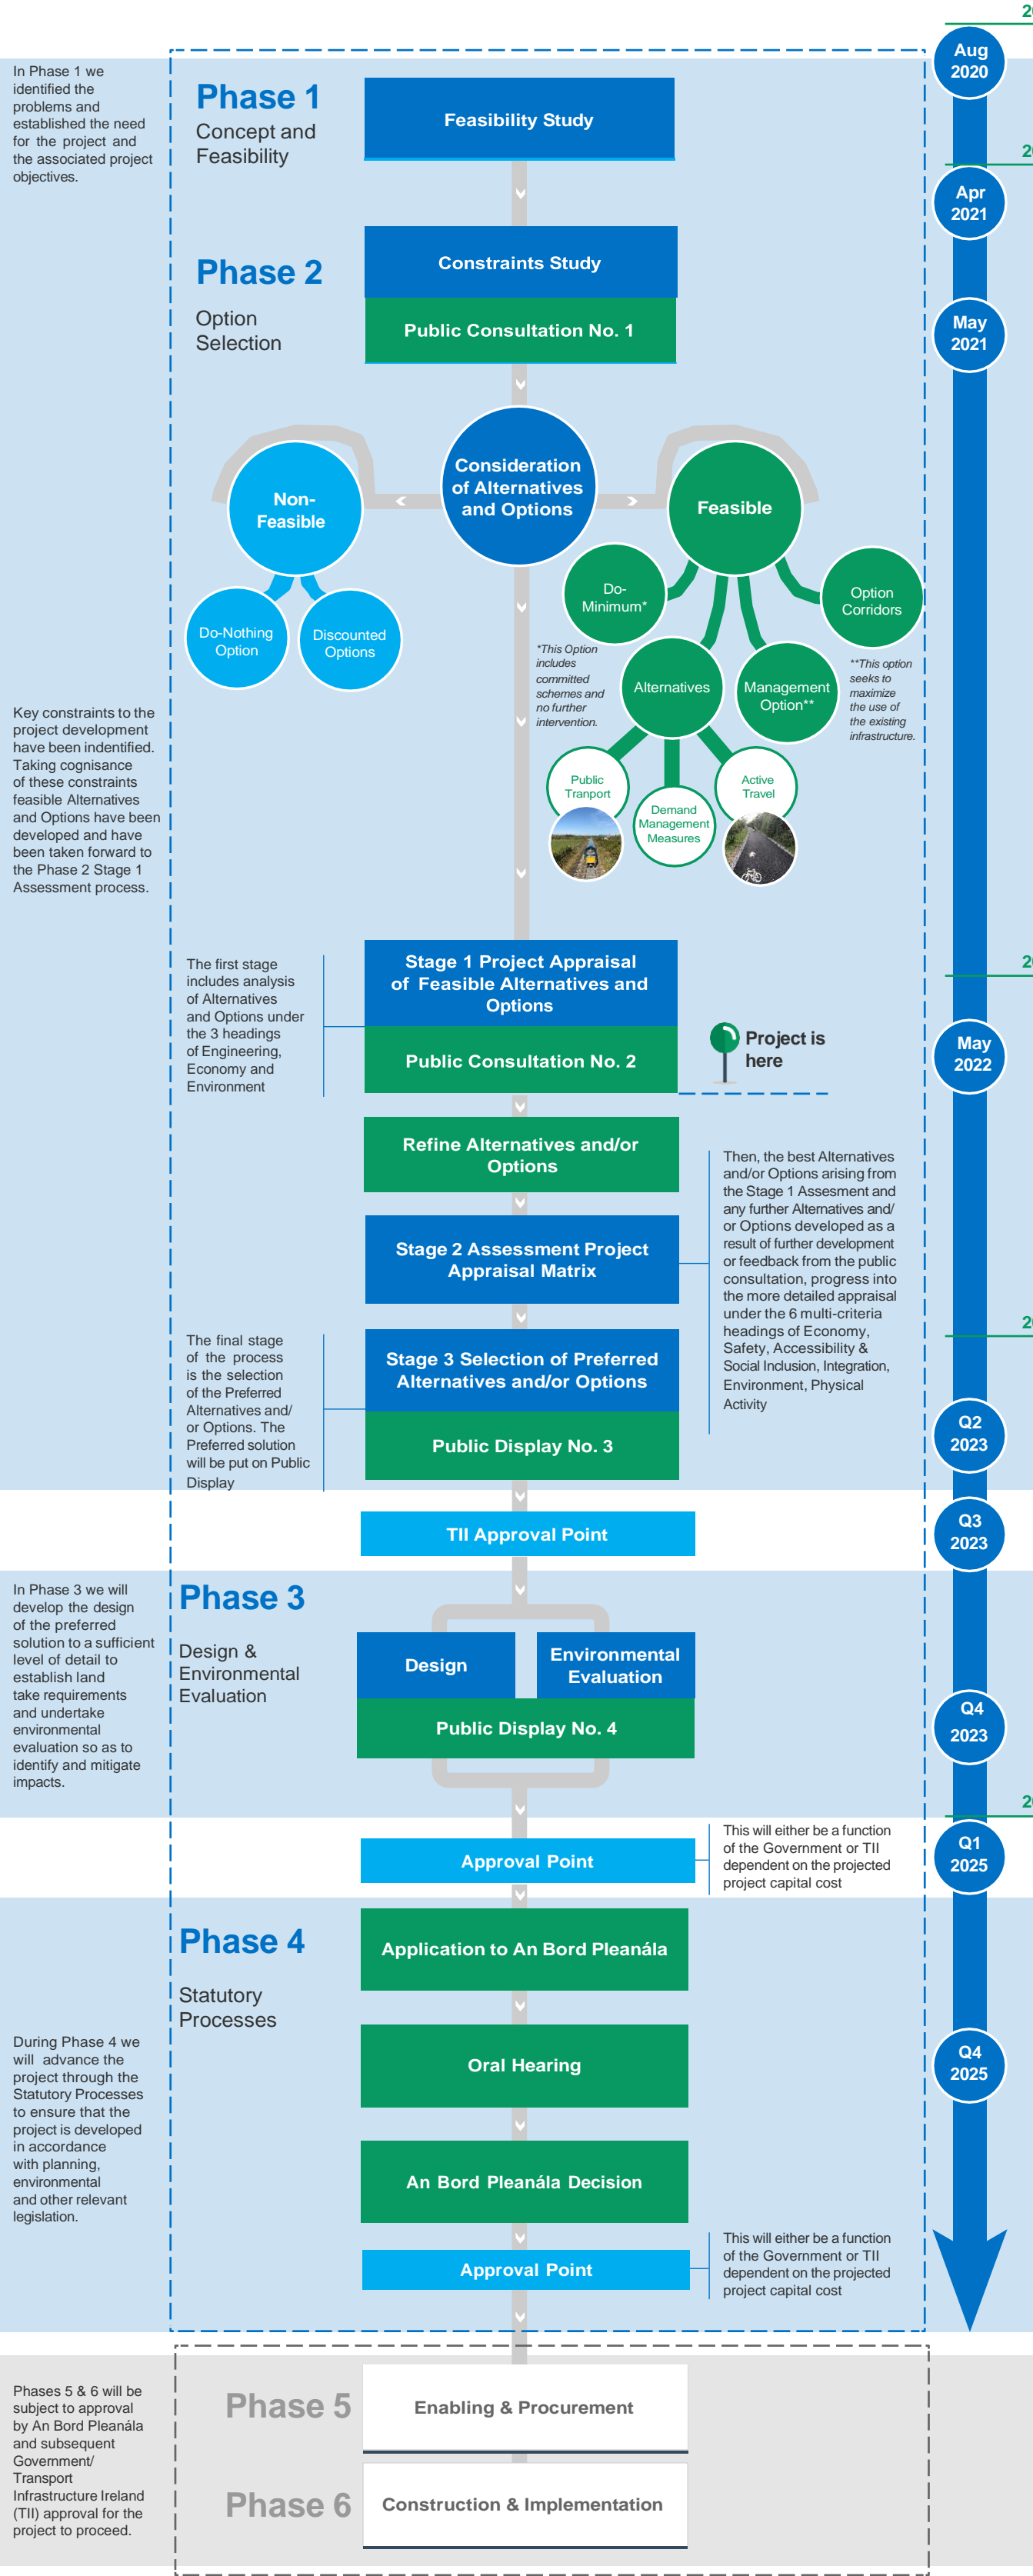 In Phase 1 we
identified the
problems and
established the need
for the project and
the associated project
objectives.
Phase 1
Concept and
Feasibility
Feasibility Study
Aug
2020
Apr
2021
Phase 2
Option
Selection
Constraints Study
Public Consultation No. 1
May
2021
Consideration
of Alternatives
and Options
Non-
Feasible
Do-Nothing
Option
Discounted
Options
Feasible
Do-
Minimum*
*This Option
includes
committed
schemes and
no further
intervention.
Alternatives
Management
Option**
Option
Corridors
**This option
seeks to
maximize
the use of
the existing
infrastructure.
Public
Tranport
Demand
Management
Measures
Active
Travel
Key constraints to the
project development
have been indentified.
Taking cognisance
of these constraints
feasible Alternatives
and Options have been
developed and have
been taken forward to
the Phase 2 Stage 1
Assessment process.
The first stage
includes analysis
of Alternatives
and Options under
the 3 headings
of Engineering,
Economy and
Environment
Stage 1 Project Appraisal
of Feasible Alternatives and
Options
Public Consultation No. 2
Project is
here
May
2022
Refine Alternatives and/or
Options
Stage 2 Assessment Project
Appraisal Matrix
Then, the best Alternatives
and/or Options arising from
the Stage 1 Assesment and
any further Alternatives and/
or Options developed as a
result of further development
or feedback from the public
consultation, progress into
the more detailed appraisal
under the 6 multi-criteria
headings of Economy,
Safety, Accessibility &
Social Inclusion, Integration,
Environment, Physical
Activity
The final stage
of the process
is the selection
of the Preferred
Alternatives and/
or Options. The
Preferred solution
will be put on Public
Display
Stage 3 Selection of Preferred
Alternatives and/or Options
Public Display No. 3
Q2
2023
TII Approval Point
Q3
2023
In Phase 3 we will
develop the design
of the preferred
solution to a sufficient
level of detail to
establish land
take requirements
and undertake
environmental
evaluation so as to
identify and mitigate
impacts.
Phase 3
Design &
Environmental
Evaluation
Design
Environmental
Evaluation
Public Display No. 4
Q4
2023
Approval Point
This will either be a function
of the Government or TII
dependent on the projected
project capital cost
Q1
2025
Phase 4
Statutory
Processes
Application to An Bord Pleanála
During Phase 4 we
will advance the
project through the
Statutory Processes
to ensure that the
project is developed
in accordance
with planning,
environmental
and other relevant
legislation.
Oral Hearing
Q4
2025
An Bord Pleanála Decision
Approval Point
This will either be a function
of the Government or TII
dependent on the projected
project capital cost
Phases 5 & 6 will be
subject to approval
by An Bord Pleanála
and subsequent
Government/
Transport
Infrastructure Ireland
(TII) approval for the
project to proceed.
Phase 5
Enabling & Procurement
Phase 6
Construction & Implementation